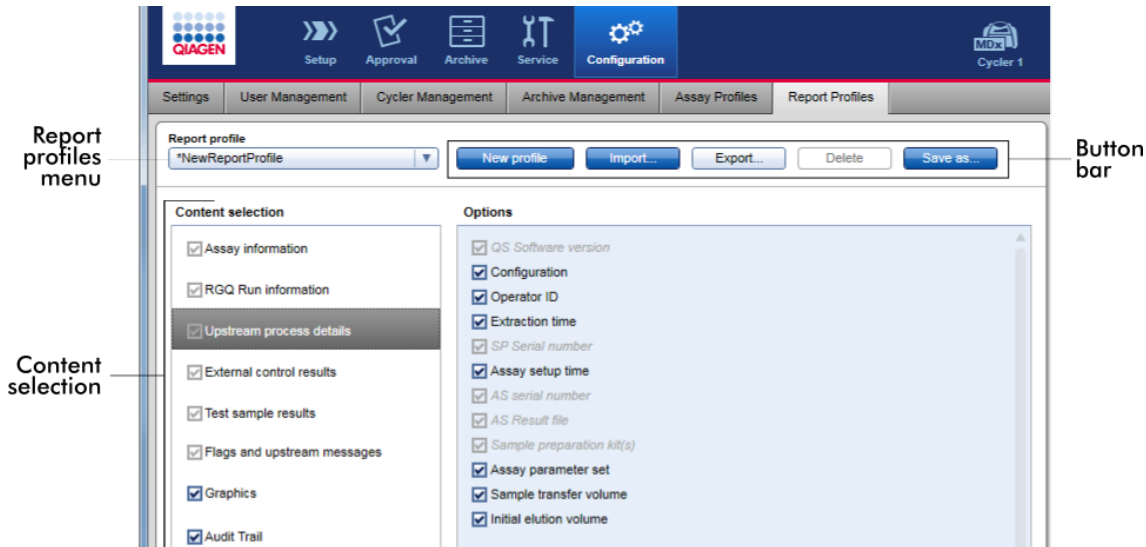 QIAGEN
Setup
Approval
Archive
Service
Configuration
MDx
Cycler 1
Settings
User Management
Cycler Management
Archive Management
Assay Profiles
Report Profiles
Report profiles menu
Report profile
*NewReportProfile
New profile
Import...
Export...
Delete
Save as...
Button bar
Content selection
Content selection
Assay information
RGQ Run information
Upstream process details
External control results
Test sample results
Flags and upstream messages
Graphics
Audit Trail
Options
QS Software version
Configuration
Operator ID
Extraction time
SP Serial number
Assay setup time
AS serial number
AS Result file
Sample preparation kit(s)
Assay parameter set
Sample transfer volume
Initial elution volume